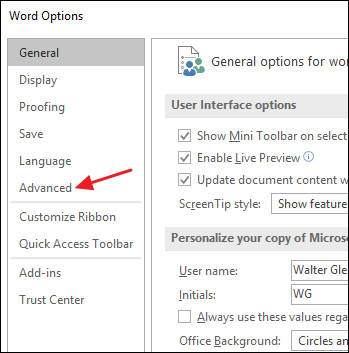 Word Options
General
Display
Proofing
Save
Language
Advanced
Customize Ribbon
Quick Access Toolbar
Add-ins
Trust Center
General options for wor
User Interface options
Show Mini Toolbar on select
Enable Live Preview
Update document content w
ScreenTip style: Show feature
Personalize your copy of Microso
User name: Walter Gle
Initials: WG
Always use these values rega
Office Background: Circles an